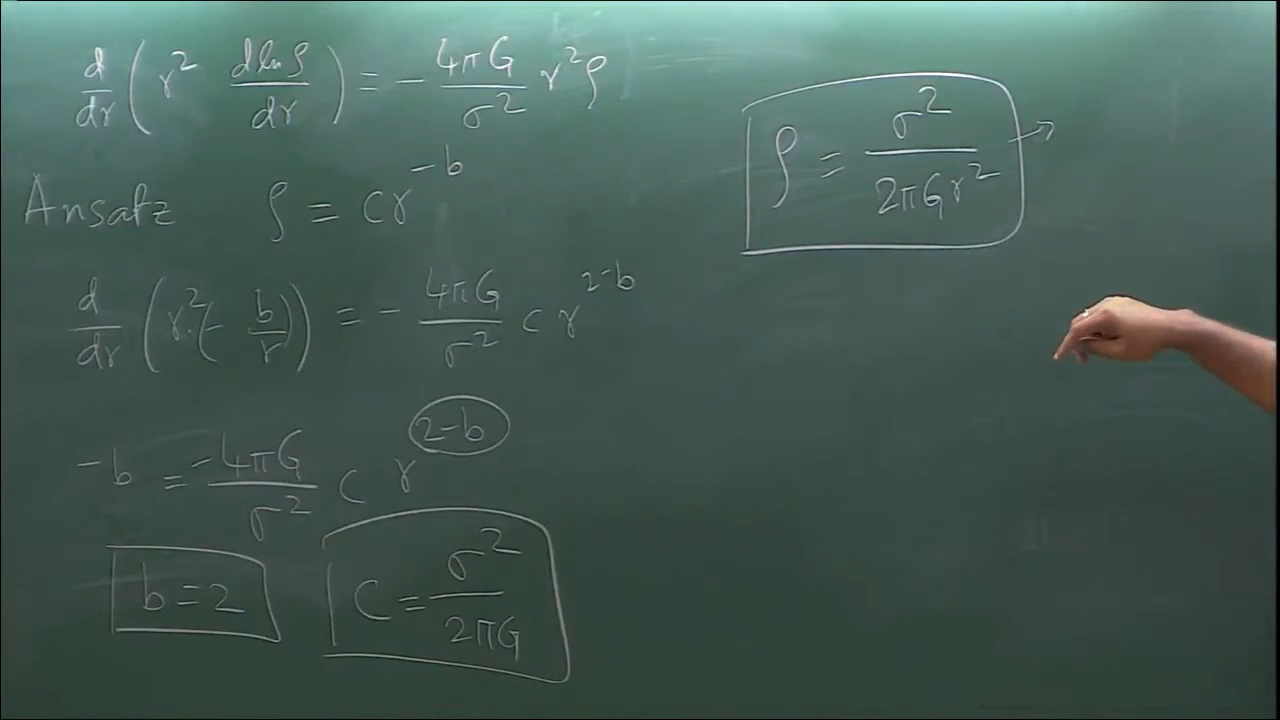 d/dr ( r² dlnρ/dr ) = - 4πG/σ² r²ρ
Ansatz ρ = cr^{-b}
d/dr ( r².(- b/r) ) = - 4πG/σ² c r^{2-b}
-b = -4πG/σ² c r^{2-b}
b = 2
C = σ²/2πG
ρ = σ²/2πGr² →